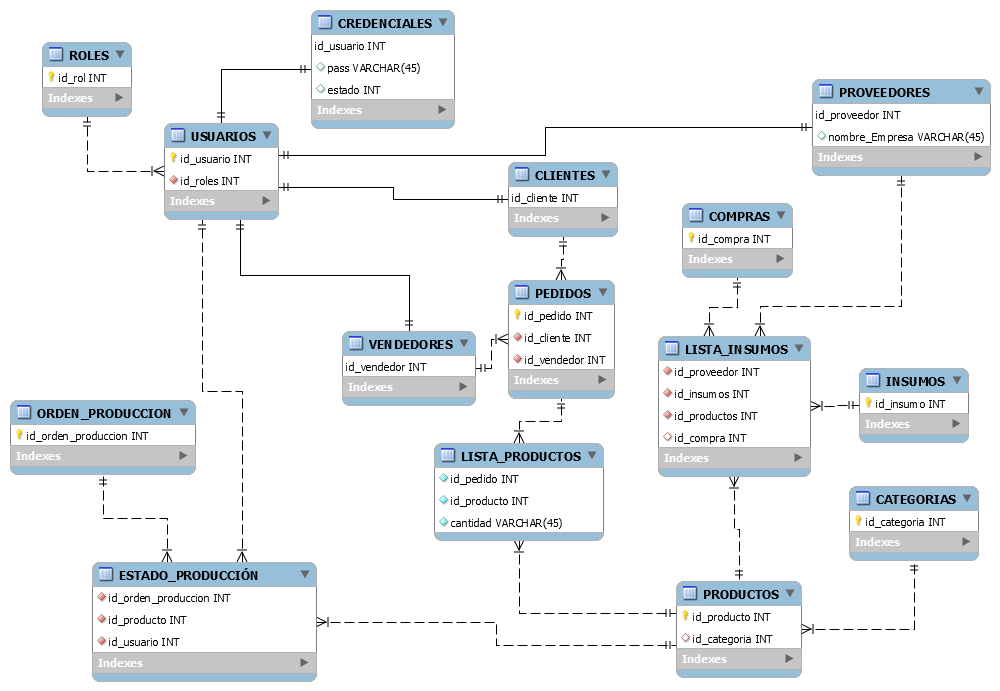 CREDENCIALES
id_usuario INT
pass VARCHAR(45)
estado INT
Indexes
ROLES
id_rol INT
Indexes
PROVEEDORES
id_proveedor INT
nombre_Empresa VARCHAR(45)
Indexes
USUARIOS
id_usuario INT
id_roles INT
Indexes
CLIENTES
id_cliente INT
Indexes
COMPRAS
id_compra INT
Indexes
PEDIDOS
id_pedido INT
id_cliente INT
id_vendedor INT
Indexes
VENDEDORES
id_vendedor INT
Indexes
LISTA_INSUMOS
id_proveedor INT
id_insumos INT
id_productos INT
id_compra INT
Indexes
INSUMOS
id_insumo INT
Indexes
ORDEN_PRODUCCION
id_orden_produccion INT
Indexes
LISTA_PRODUCTOS
id_pedido INT
id_producto INT
cantidad VARCHAR(45)
Indexes
CATEGORIAS
id_categoria INT
Indexes
ESTADO_PRODUCCIÓN
id_orden_produccion INT
id_producto INT
id_usuario INT
Indexes
PRODUCTOS
id_producto INT
id_categoria INT
Indexes